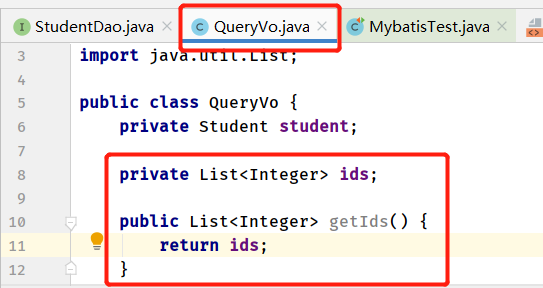 StudentDao.java QueryVo.java MybatisTest.java
3 import java.util.List;
4
5 public class QueryVo {
6 private Student student;
7
8 private List<Integer> ids;
9
10 public List<Integer> getIds() {
11 return ids;
12 }